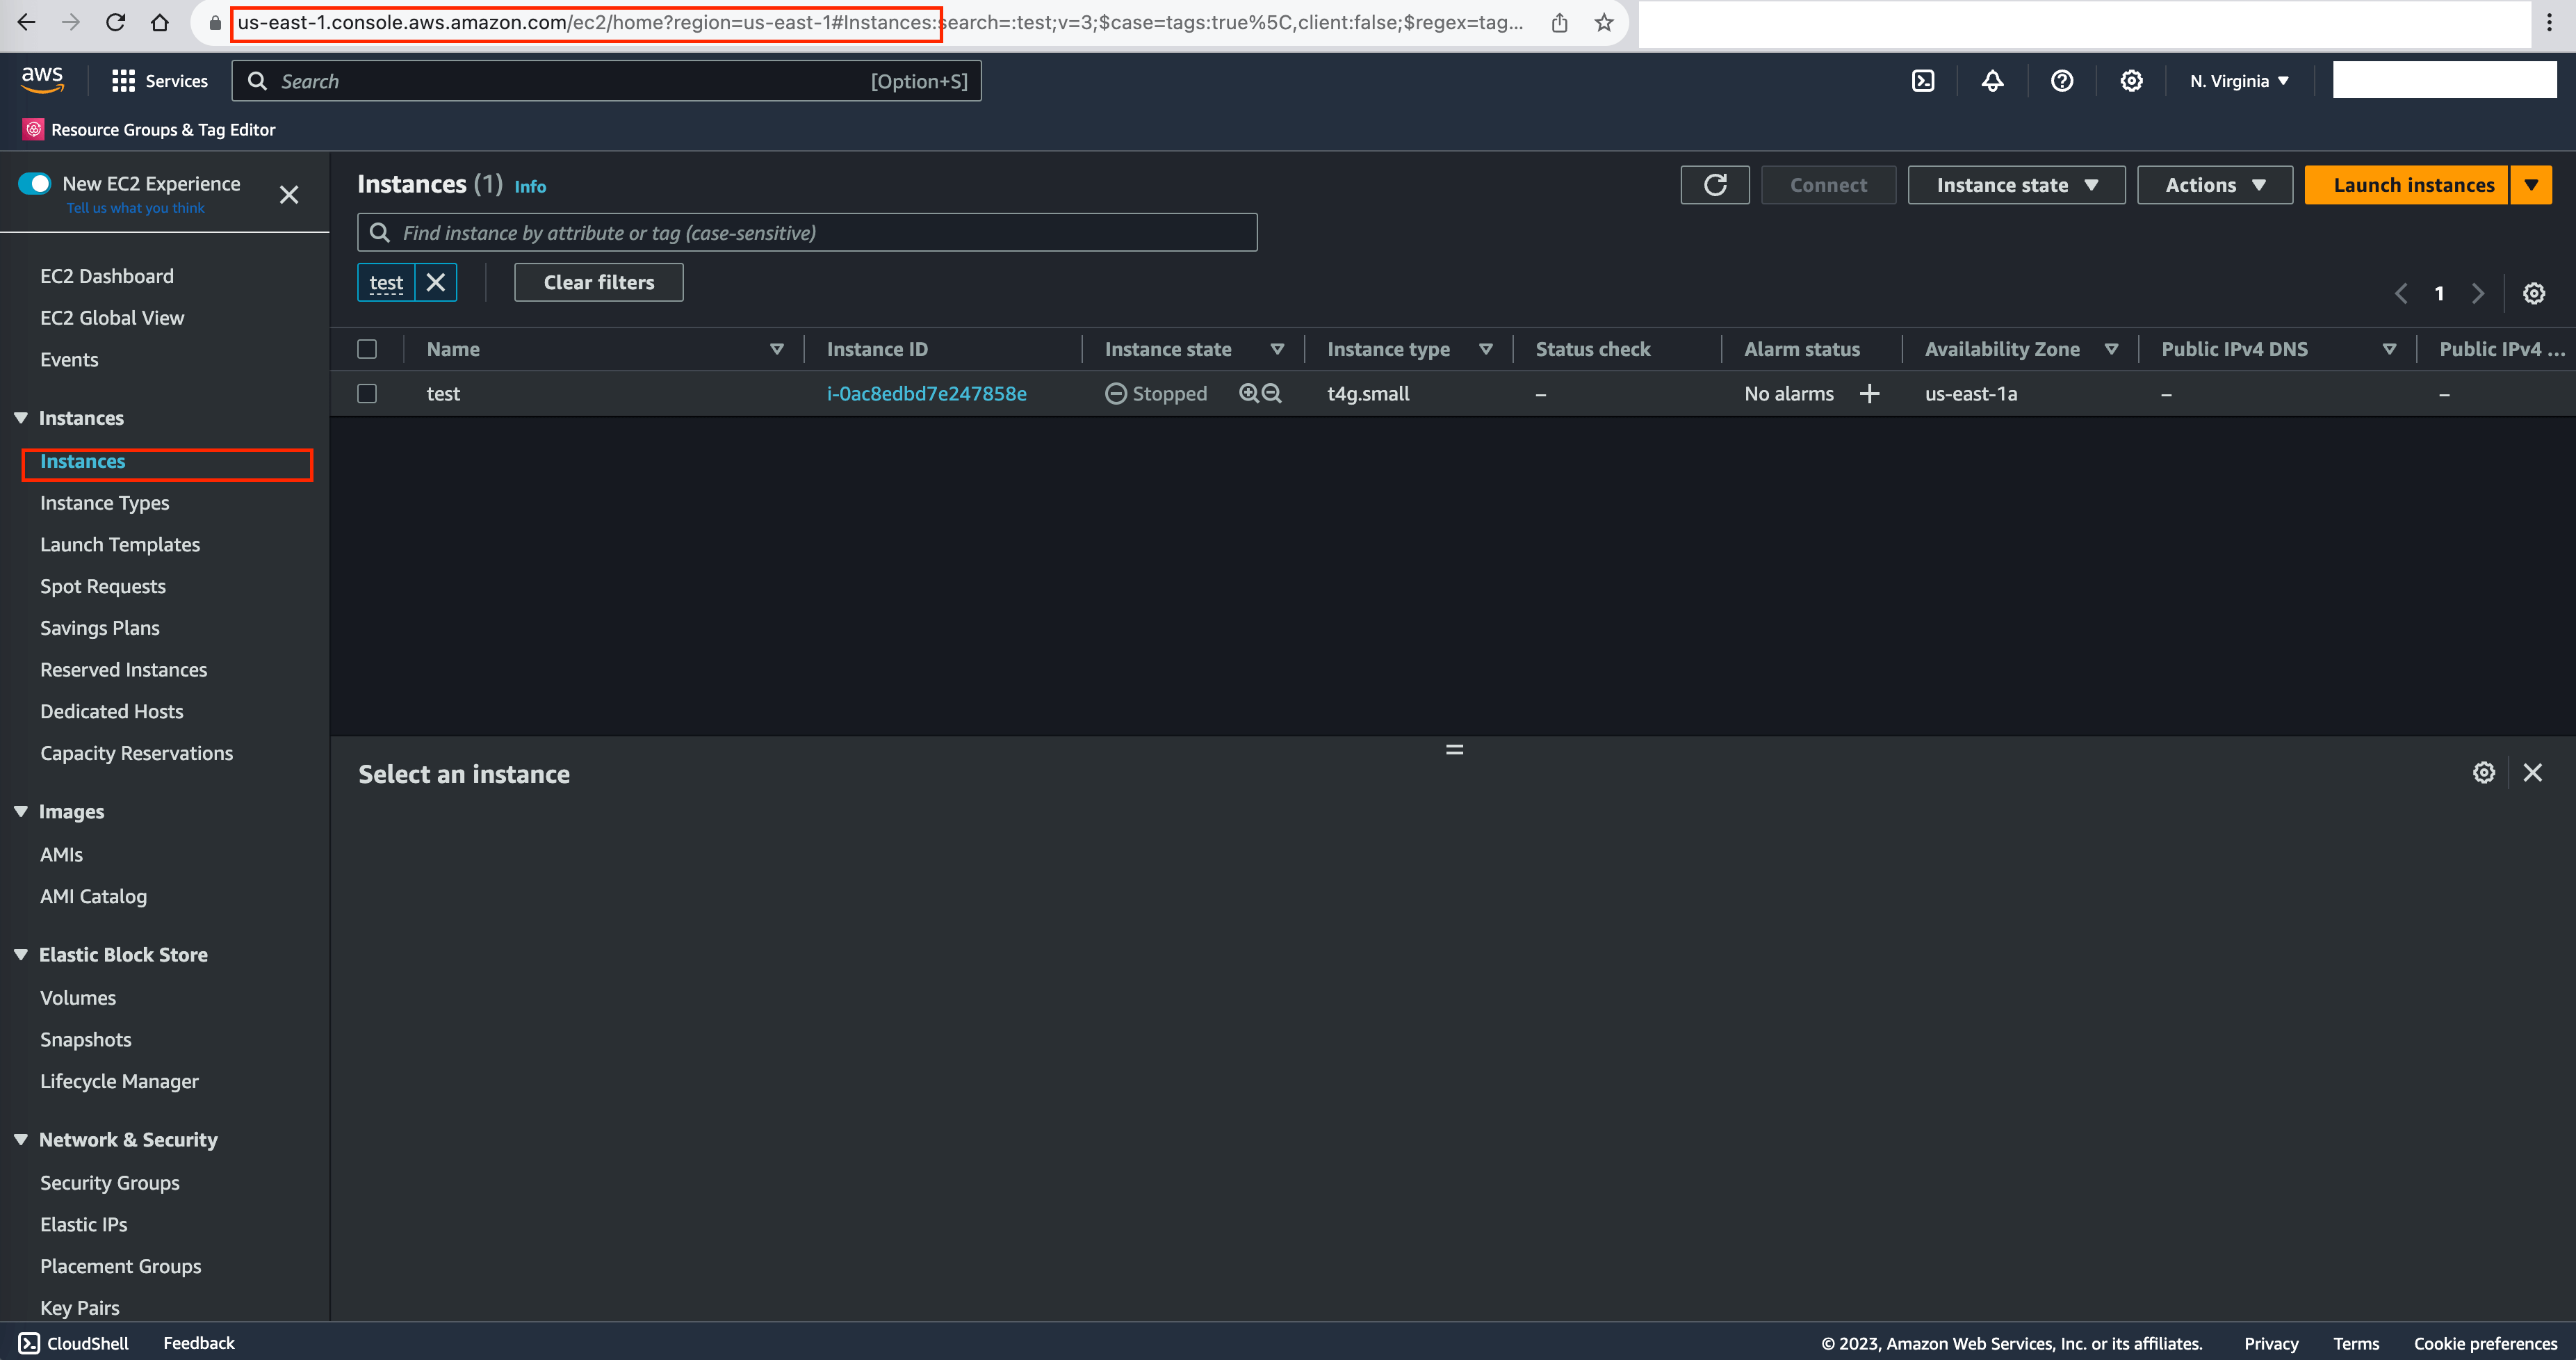 us-east-1.console.aws.amazon.com/ec2/home?region=us-east-1#Instances:search=:test;v=3;$case=tags:true%5C,client:false;$regex=tag...
aws
Services
Search
[Option+S]
N. Virginia
Resource Groups & Tag Editor
New EC2 Experience
Tell us what you think
EC2 Dashboard
EC2 Global View
Events
Instances
Instances
Instance Types
Launch Templates
Spot Requests
Savings Plans
Reserved Instances
Dedicated Hosts
Capacity Reservations
Images
AMIs
AMI Catalog
Elastic Block Store
Volumes
Snapshots
Lifecycle Manager
Network & Security
Security Groups
Elastic IPs
Placement Groups
Key Pairs
Instances (1) Info
Connect
Instance state
Actions
Launch instances
Find instance by attribute or tag (case-sensitive)
test
Clear filters
1
Name Instance ID Instance state Instance type Status check Alarm status Availability Zone Public IPv4 DNS Public IPv4 ...
test i-0ac8edbd7e247858e Stopped t4g.small – No alarms + us-east-1a – –
Select an instance
CloudShell
Feedback
© 2023, Amazon Web Services, Inc. or its affiliates.
Privacy
Terms
Cookie preferences